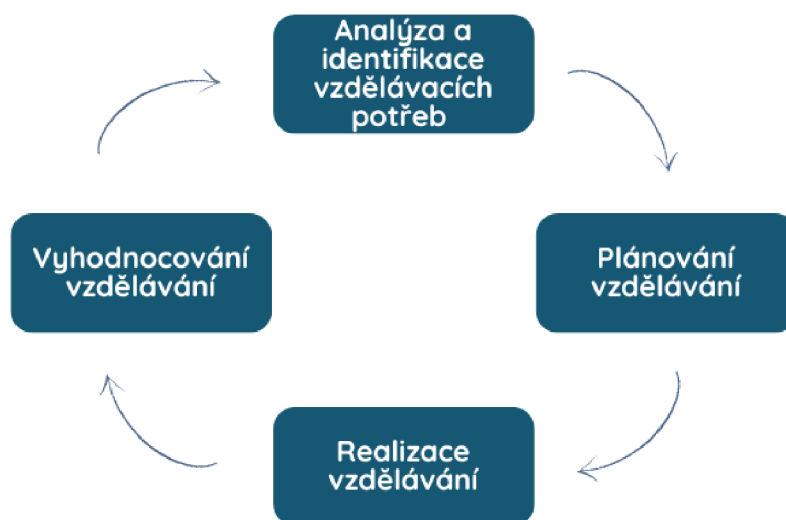 Analýza a
identifikace
vzdělávacích
potřeb
Plánování
vzdělávání
Realizace
vzdělávání
Vyhodnocování
vzdělávání